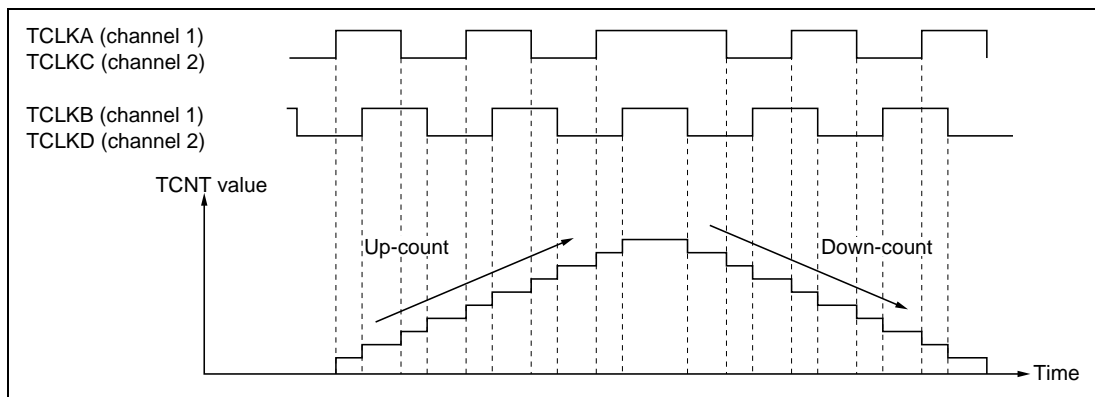 TCLKA (channel 1)
TCLKC (channel 2)
TCLKB (channel 1)
TCLKD (channel 2)
TCNT value
Up-count
Down-count
Time